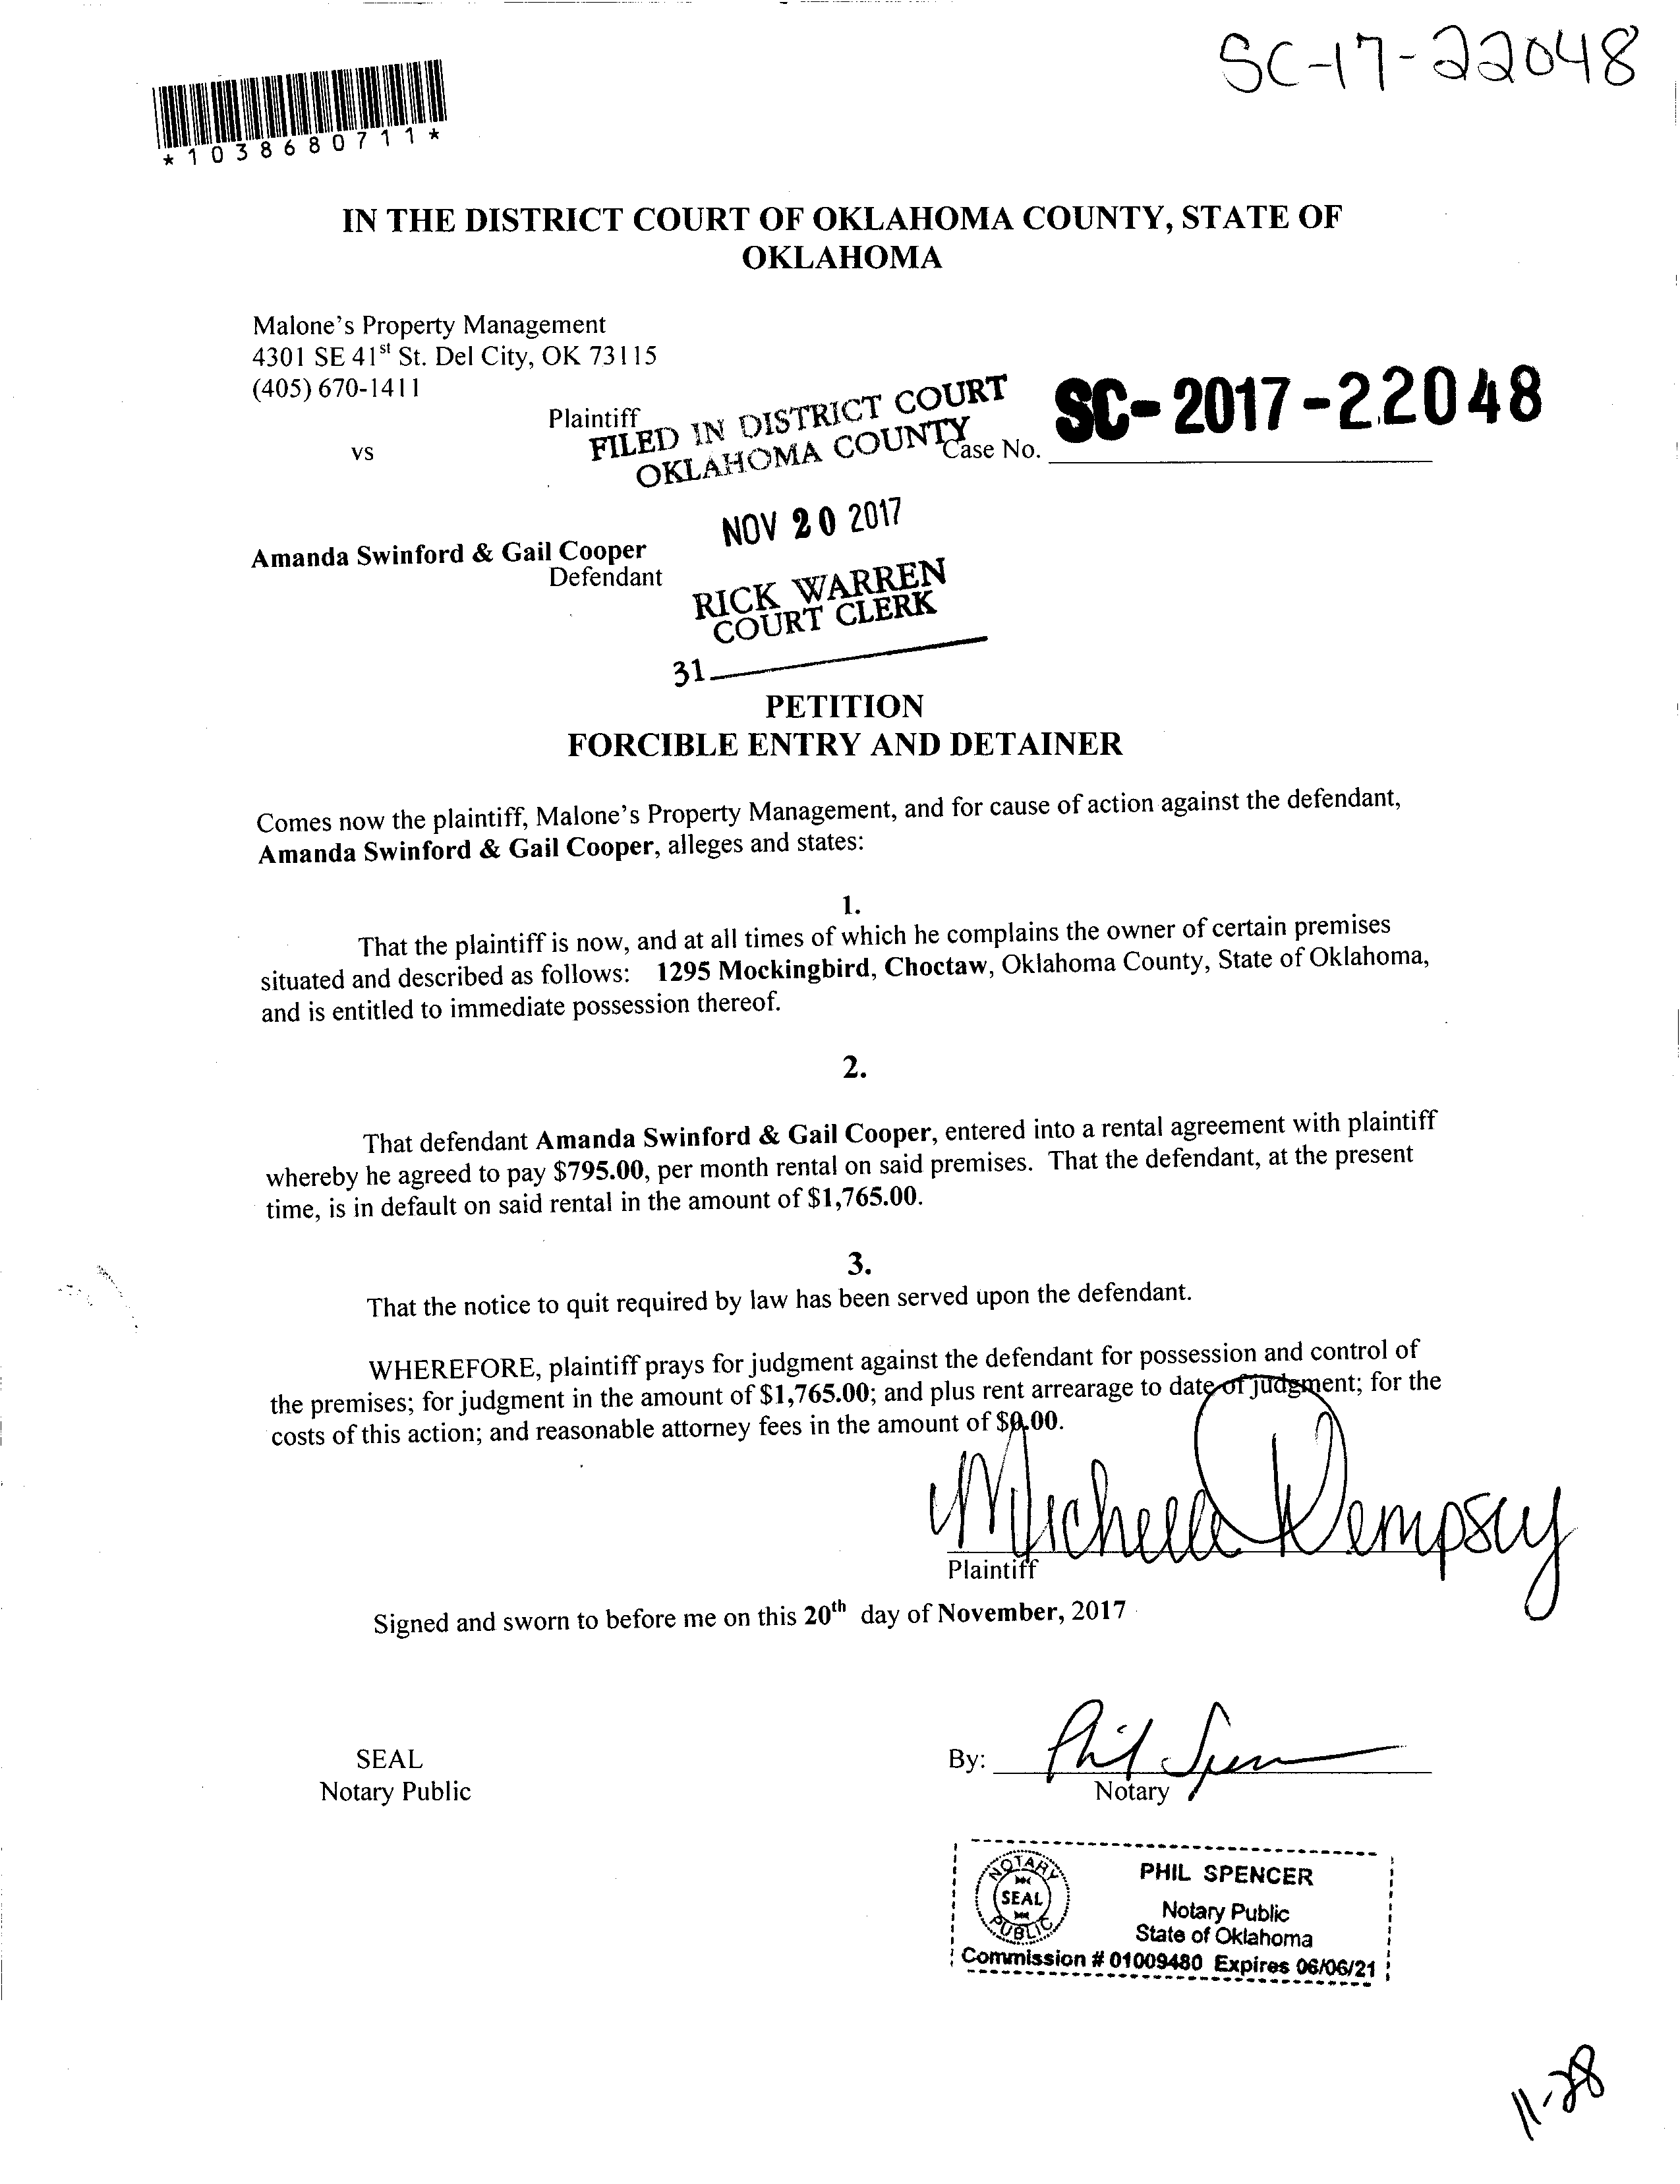 SC-17-22048
*1038680711*
IN THE DISTRICT COURT OF OKLAHOMA COUNTY, STATE OF
OKLAHOMA
Malone's Property Management
4301 SE 41st St. Del City, OK 73115
(405) 670-1411
Plaintiff
vs
FILED IN DISTRICT COURT
OKLAHOMA COUNTY
Case No. SC-2017-22048
NOV 20 2017
Amanda Swinford & Gail Cooper
Defendant
RICK WARREN
COURT CLERK
31
PETITION
FORCIBLE ENTRY AND DETAINER
Comes now the plaintiff, Malone's Property Management, and for cause of action against the defendant,
Amanda Swinford & Gail Cooper, alleges and states:
1.
That the plaintiff is now, and at all times of which he complains the owner of certain premises
situated and described as follows: 1295 Mockingbird, Choctaw, Oklahoma County, State of Oklahoma,
and is entitled to immediate possession thereof.
2.
That defendant Amanda Swinford & Gail Cooper, entered into a rental agreement with plaintiff
whereby he agreed to pay $795.00, per month rental on said premises. That the defendant, at the present
time, is in default on said rental in the amount of $1,765.00.
3.
That the notice to quit required by law has been served upon the defendant.
WHEREFORE, plaintiff prays for judgment against the defendant for possession and control of
the premises; for judgment in the amount of $1,765.00; and plus rent arrearage to date of judgment; for the
costs of this action; and reasonable attorney fees in the amount of $0.00.
Michelle Dempsey
Plaintiff
Signed and sworn to before me on this 20th day of November, 2017
SEAL
Notary Public
By: Phil Spencer
Notary
NOTARY
SEAL
PUBLIC
PHIL SPENCER
Notary Public
State of Oklahoma
Commission # 01009480 Expires 06/06/21
11-28